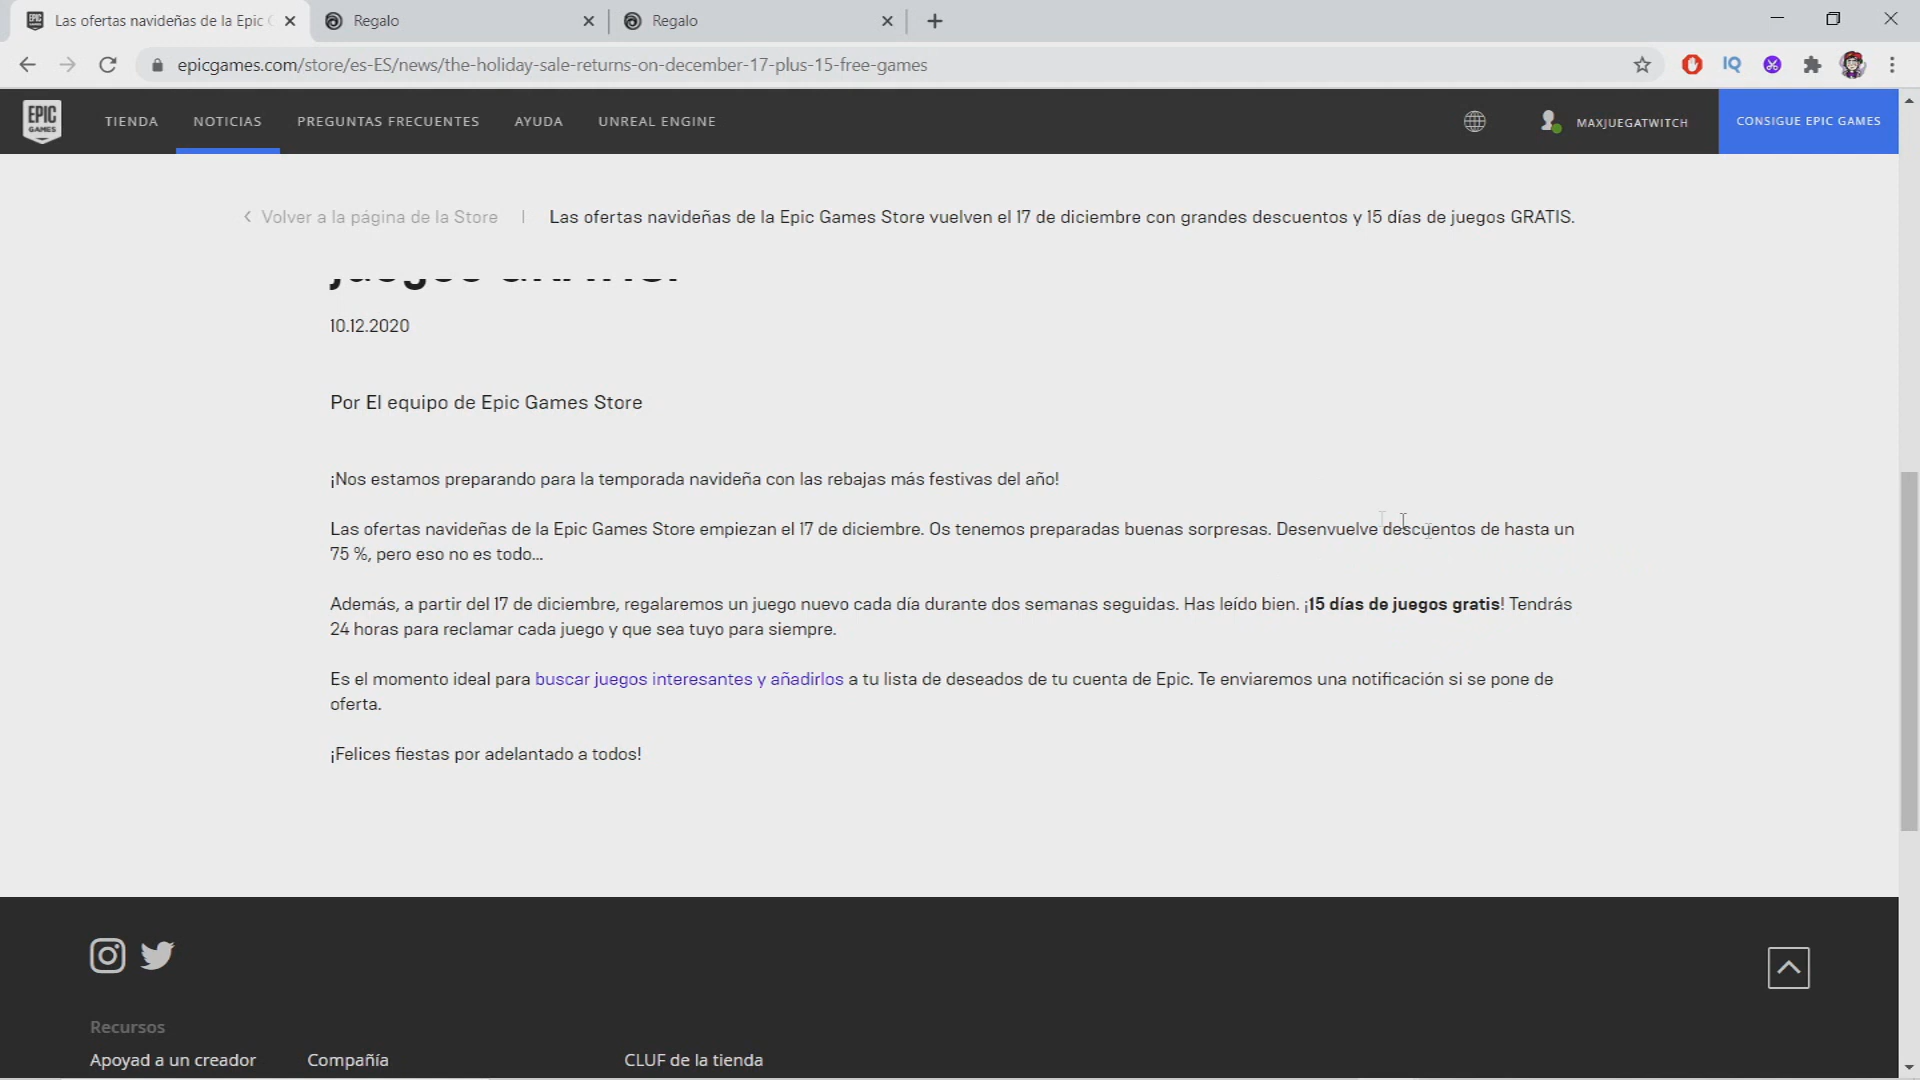 Las ofertas navideñas de la Epic
Regalo
Regalo
epicgames.com/store/es-ES/news/the-holiday-sale-returns-on-december-17-plus-15-free-games
IQ
EPIC
GAMES
TIENDA
NOTICIAS
PREGUNTAS FRECUENTES
AYUDA
UNREAL ENGINE
MAXJUEGATWITCH
CONSIGUE EPIC GAMES
Volver a la página de la Store
Las ofertas navideñas de la Epic Games Store vuelven el 17 de diciembre con grandes descuentos y 15 días de juegos GRATIS.
10.12.2020
Por El equipo de Epic Games Store
¡Nos estamos preparando para la temporada navideña con las rebajas más festivas del año!
Las ofertas navideñas de la Epic Games Store empiezan el 17 de diciembre. Os tenemos preparadas buenas sorpresas. Desenvuelve descuentos de hasta un
75 %, pero eso no es todo...
Además, a partir del 17 de diciembre, regalaremos un juego nuevo cada día durante dos semanas seguidas. Has leído bien. ¡15 días de juegos gratis! Tendrás
24 horas para reclamar cada juego y que sea tuyo para siempre.
Es el momento ideal para buscar juegos interesantes y añadirlos a tu lista de deseados de tu cuenta de Epic. Te enviaremos una notificación si se pone de
oferta.
¡Felices fiestas por adelantado a todos!
Recursos
Apoyad a un creador
Compañía
CLUF de la tienda